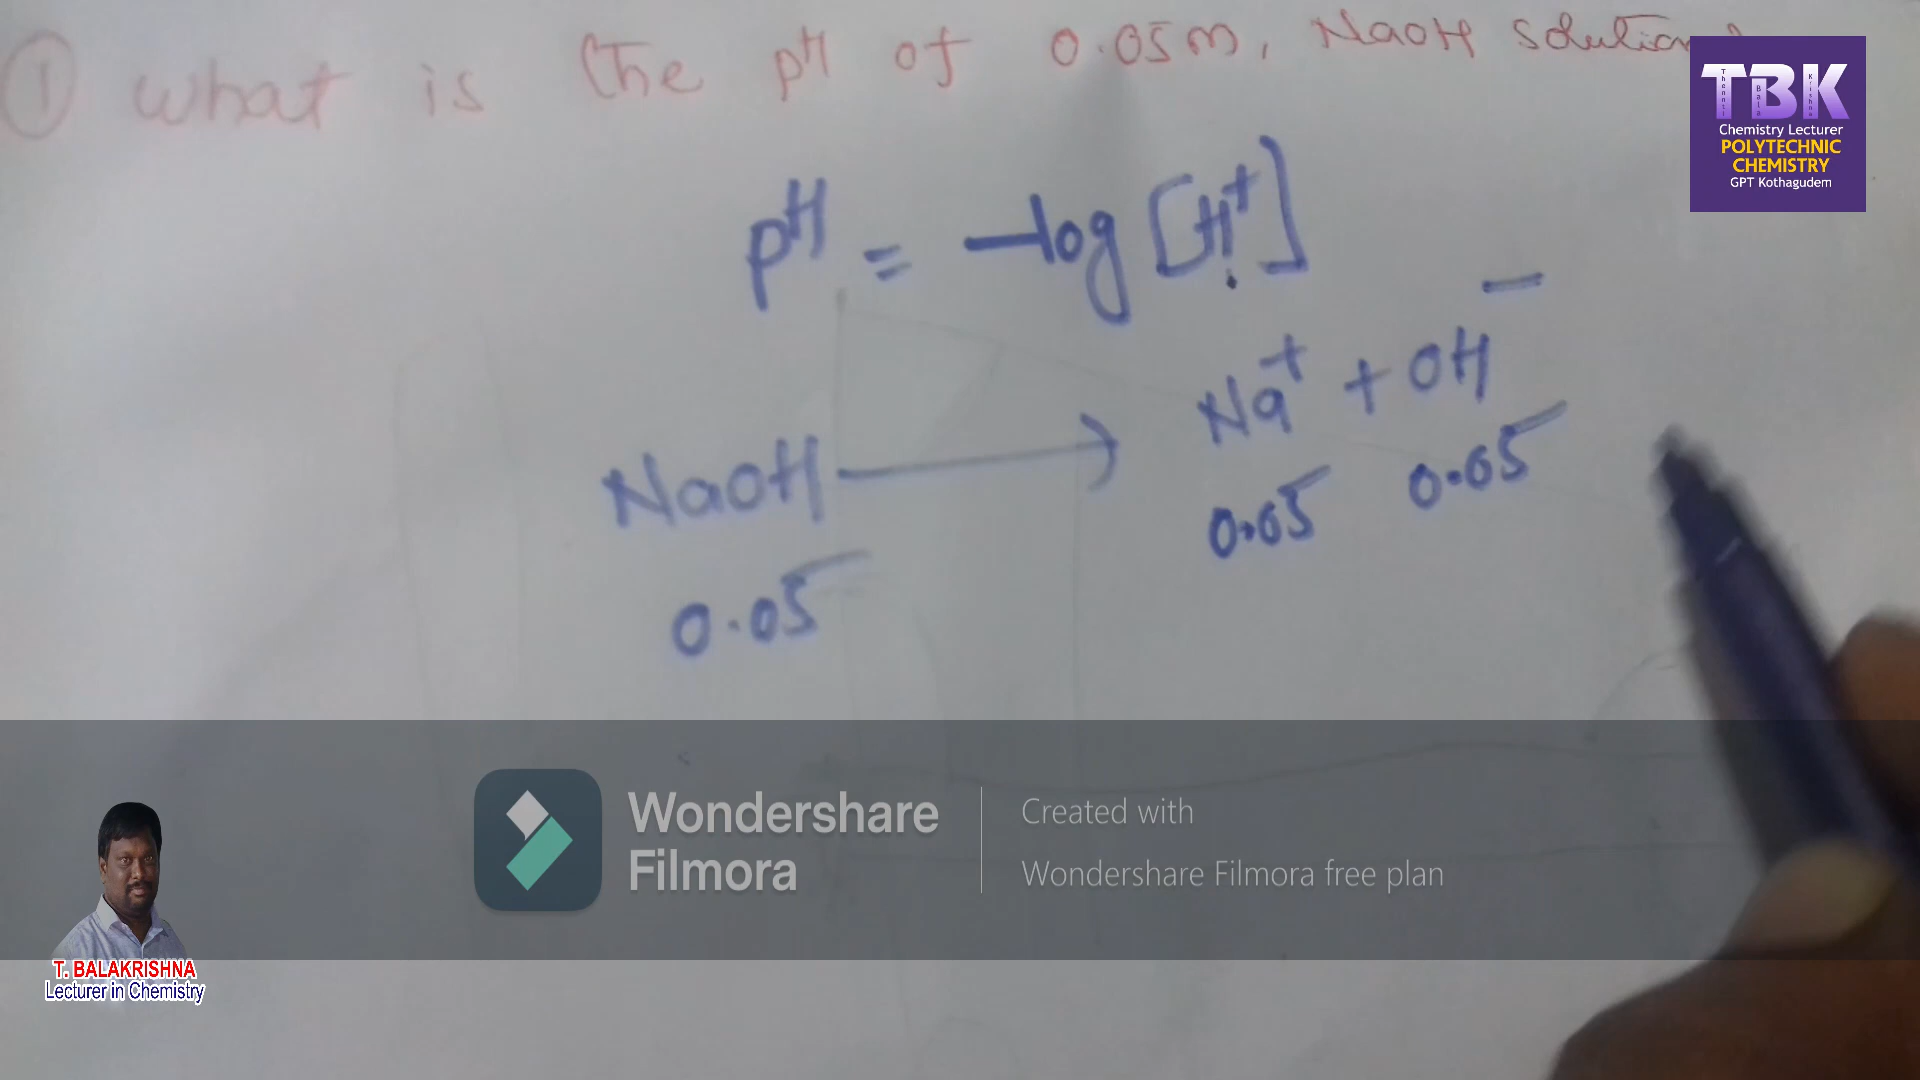 ① What is the pH of 0.05m, NaOH solution
TBK
Chemistry Lecturer
POLYTECHNIC
CHEMISTRY
GPT Kothagudem
pH = -log [H+]
NaOH → Na+ + OH-
0.05 0.05 0.05
Wondershare
Filmora
Created with
Wondershare Filmora free plan
T. BALAKRISHNA
Lecturer in Chemistry